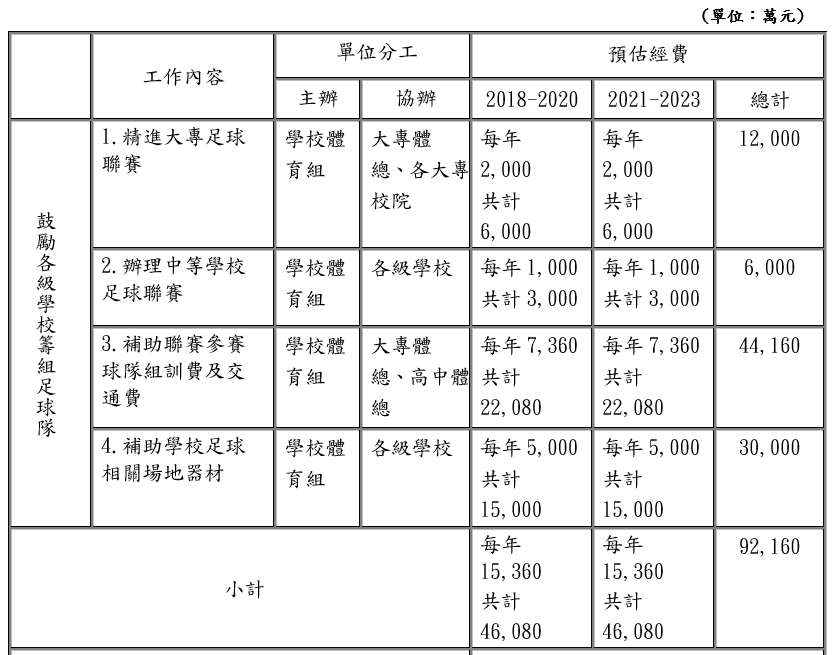 (單位：萬元)
工作內容
單位分工
預估經費
主辦
協辦
2018-2020
2021-2023
總計
鼓勵各級學校籌組足球隊
1.精進大專足球
聯賽
學校體
育組
大專體
總、各大專
校院
每年
2,000
共計
6,000
每年
2,000
共計
6,000
12,000
2.辦理中等學校
足球聯賽
學校體
育組
各級學校
每年1,000
共計3,000
每年1,000
共計3,000
6,000
3.補助聯賽參賽
球隊組訓費及交
通費
學校體
育組
大專體
總、高中體
總
每年7,360
共計
22,080
每年7,360
共計
22,080
44,160
4.補助學校足球
相關場地器材
學校體
育組
各級學校
每年5,000
共計
15,000
每年5,000
共計
15,000
30,000
小計
每年
15,360
共計
46,080
每年
15,360
共計
46,080
92,160